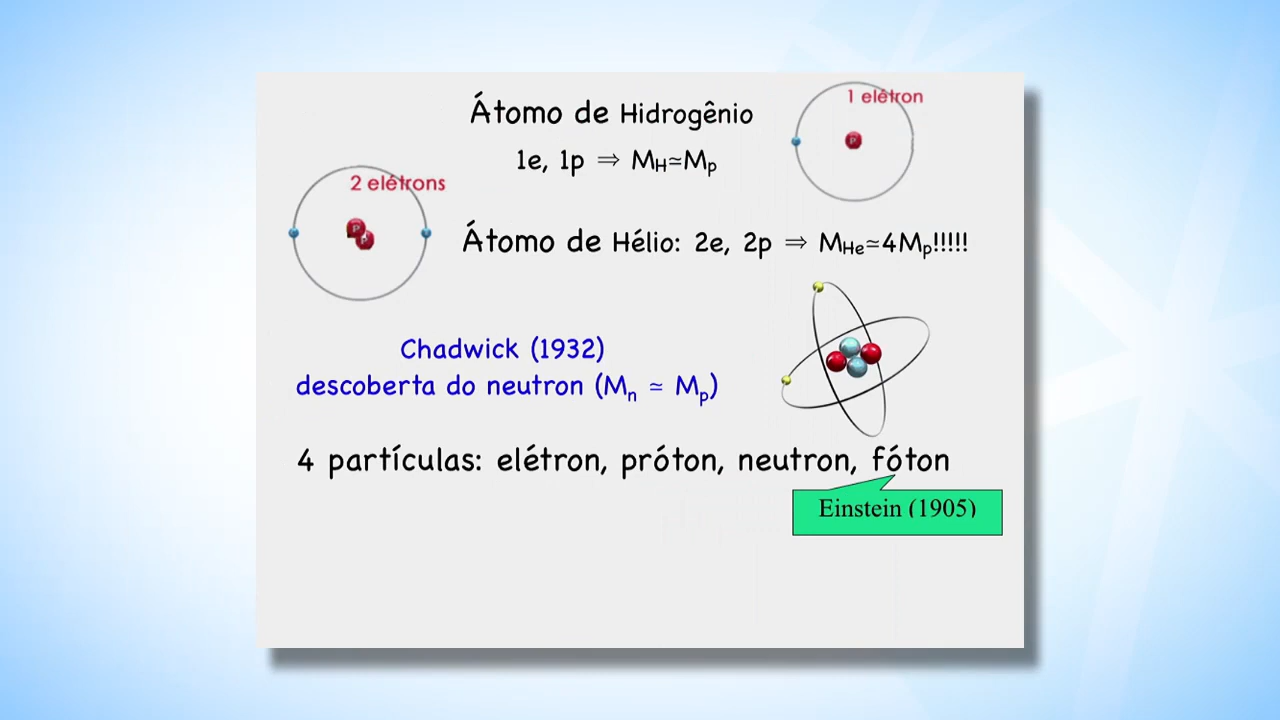 Átomo de Hidrogênio
1 elétron
1e, 1p ⇒ MH≃Mp
2 elétrons
P
P
P
Átomo de Hélio: 2e, 2p ⇒ MHe≃4Mp!!!!!
Chadwick (1932)
descoberta do neutron (Mn ≃ Mp)
4 partículas: elétron, próton, neutron, fóton
Einstein (1905)